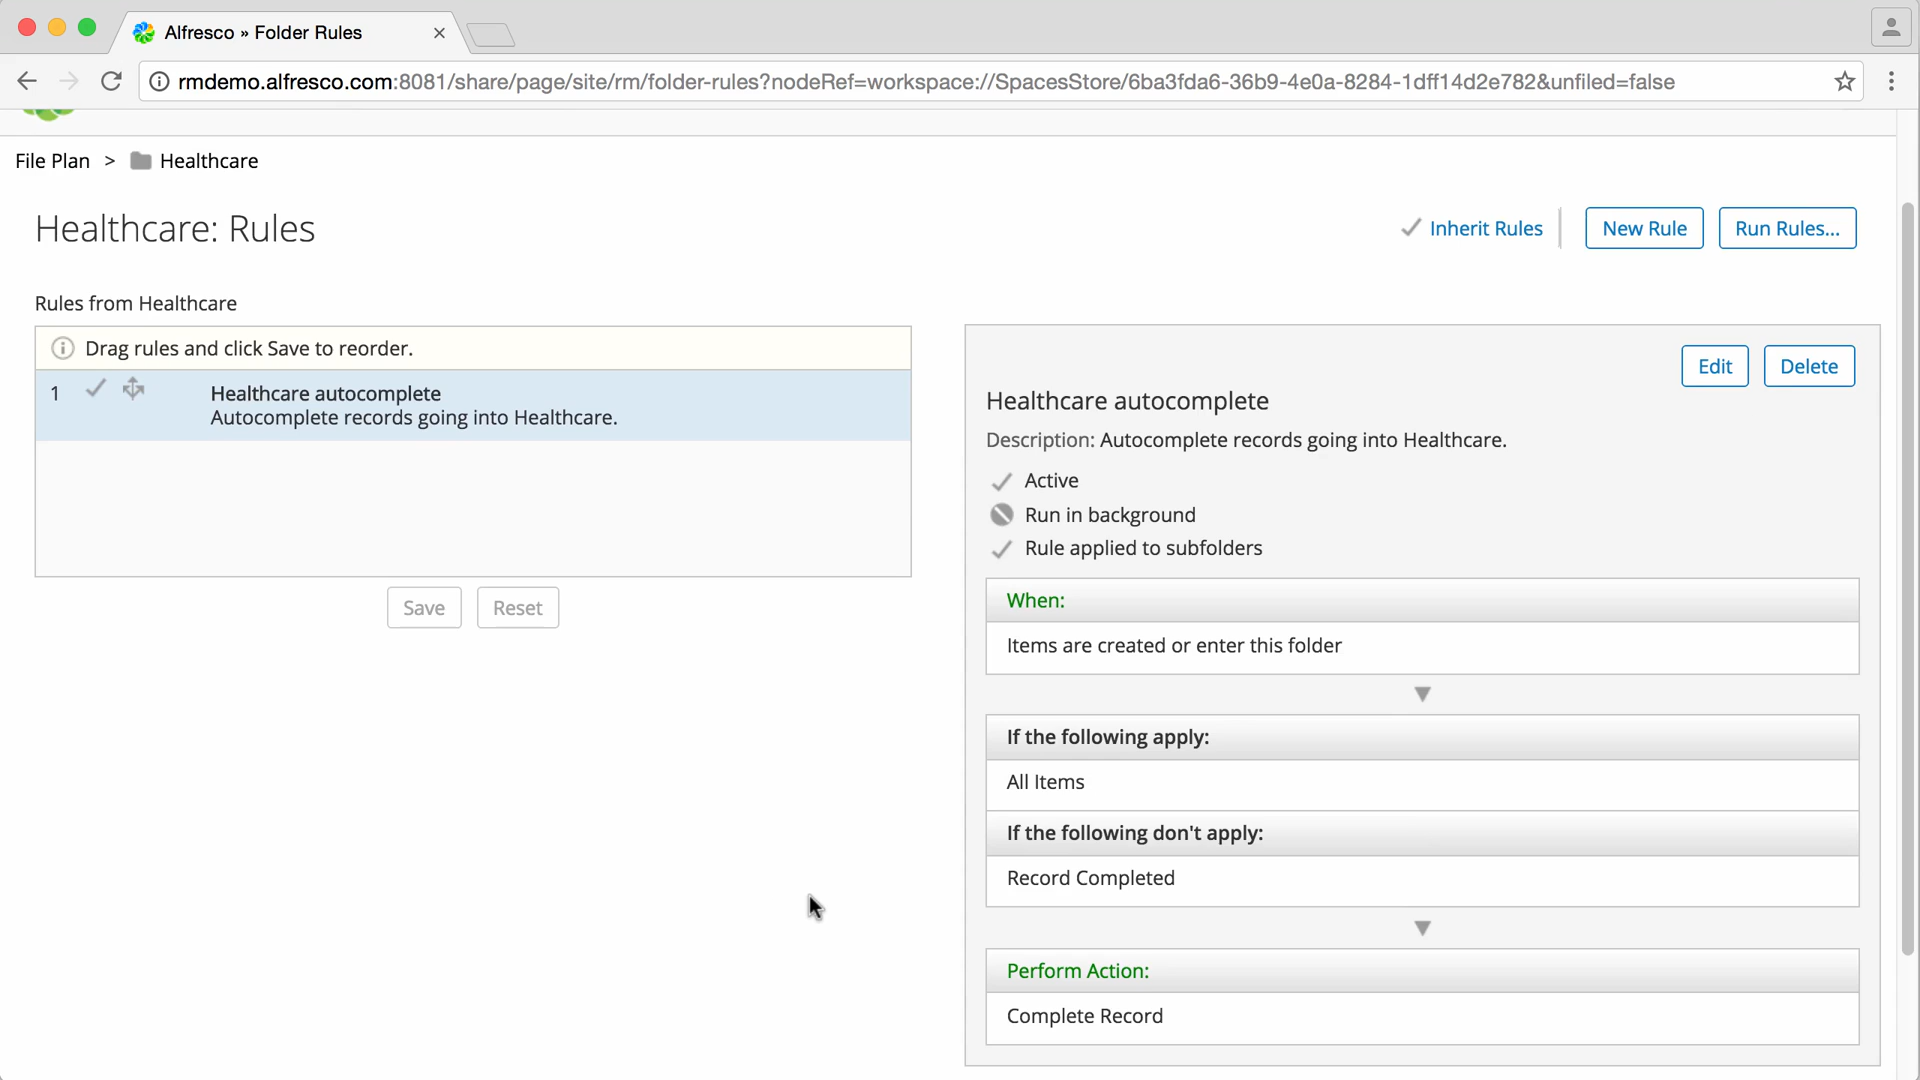 Alfresco » Folder Rules
rmdemo.alfresco.com:8081/share/page/site/rm/folder-rules?nodeRef=workspace://SpacesStore/6ba3fda6-36b9-4e0a-8284-1dff14d2e782&unfiled=false
File Plan > Healthcare
Healthcare: Rules
Inherit Rules
New Rule
Run Rules...
Rules from Healthcare
Drag rules and click Save to reorder.
1 Healthcare autocomplete
Autocomplete records going into Healthcare.
Save
Reset
Edit
Delete
Healthcare autocomplete
Description: Autocomplete records going into Healthcare.
Active
Run in background
Rule applied to subfolders
When:
Items are created or enter this folder
If the following apply:
All Items
If the following don't apply:
Record Completed
Perform Action:
Complete Record